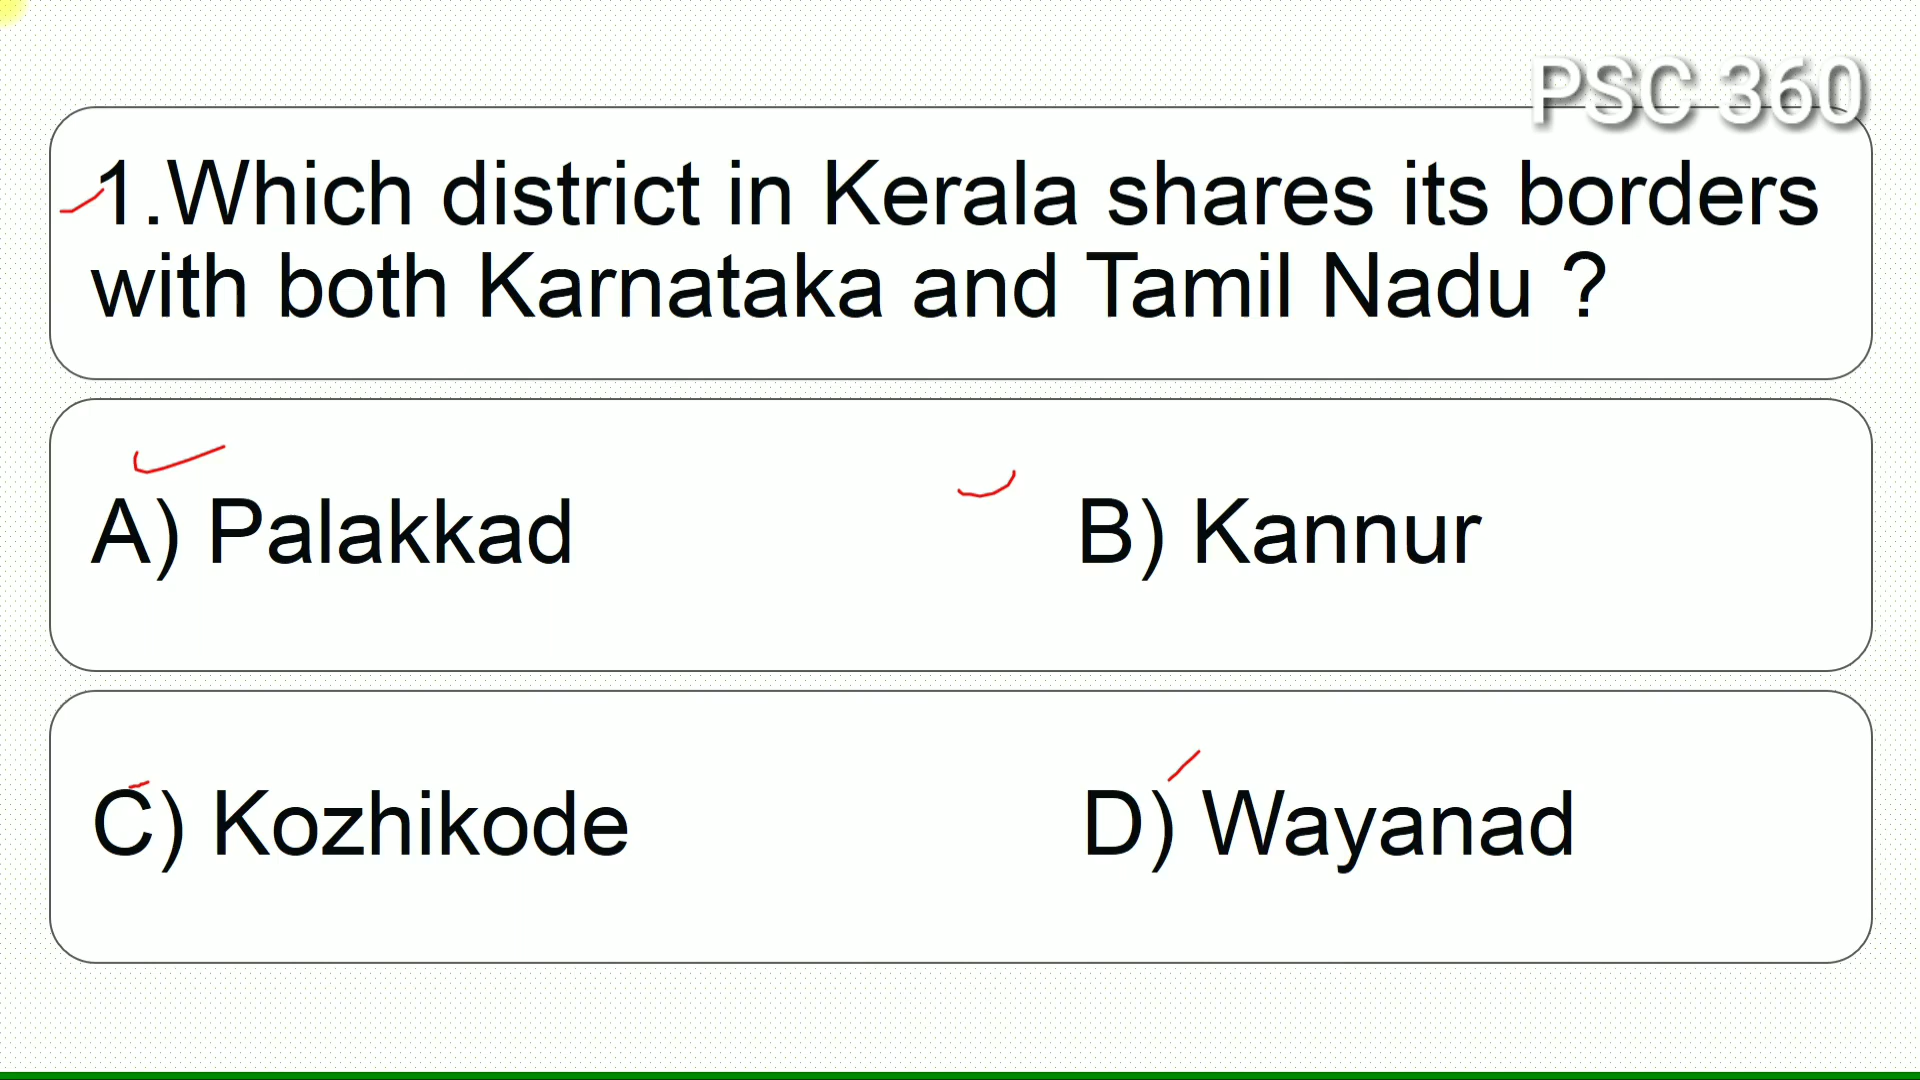 PSC 360
1.Which district in Kerala shares its borders
with both Karnataka and Tamil Nadu ?
A) Palakkad
B) Kannur
C) Kozhikode
D) Wayanad